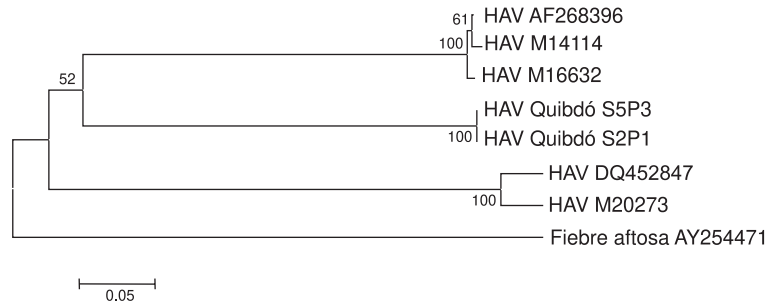 61
HAV AF268396
100
HAV M14114
HAV M16632
52
HAV Quibdó S5P3
100
HAV Quibdó S2P1
HAV DQ452847
100
HAV M20273
Fiebre aftosa AY254471
0.05